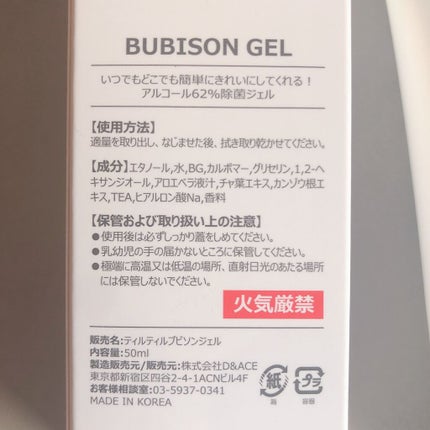 BUBISON GEL
いつでもどこでも簡単にきれいにしてくれる！
アルコール62%除菌ジェル
【使用方法】
適量を取り出し、なじませた後、拭き取り乾かせてください。
【成分】エタノール,水,BG,カルボマー,グリセリン,1,2-ヘ
キサンジオール,アロエベラ液汁,チャ葉エキス,カンゾウ根エ
キス,TEA,ヒアルロン酸Na,香料
【保管および取り扱い上の注意】
●使用後は必ずしっかり蓋をしめてください。
●乳幼児の手の届かないところに保管してください。
●極端に高温又は低温の場所、直射日光のあたる場所
には保管しないでください。
火気厳禁
販売名:ティルティルブビソンジェル
内容量:50ml
製造販売元/販売元:株式会社D&ACE
東京都新宿区四谷2-4-1ACNビル4F
お客様相談室:03-5937-0341
MADE IN KOREA
紙
箱
プラ
容器